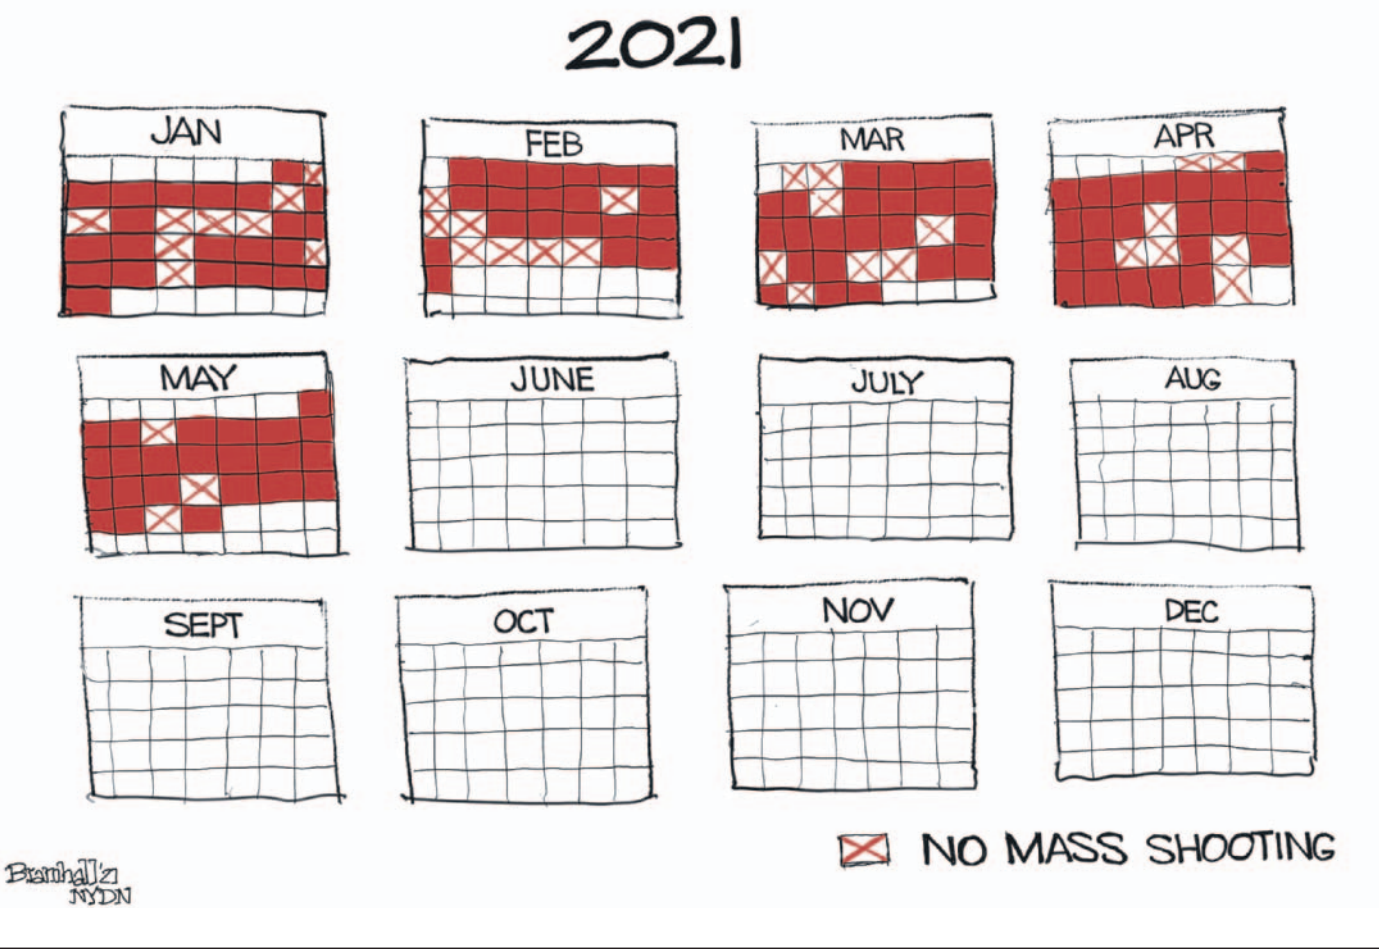 2021
JAN
FEB
MAR
APR
MAY
JUNE
JULY
AUG
SEPT
OCT
NOV
DEC
NO MASS SHOOTING
Bramhall '21
NYDN